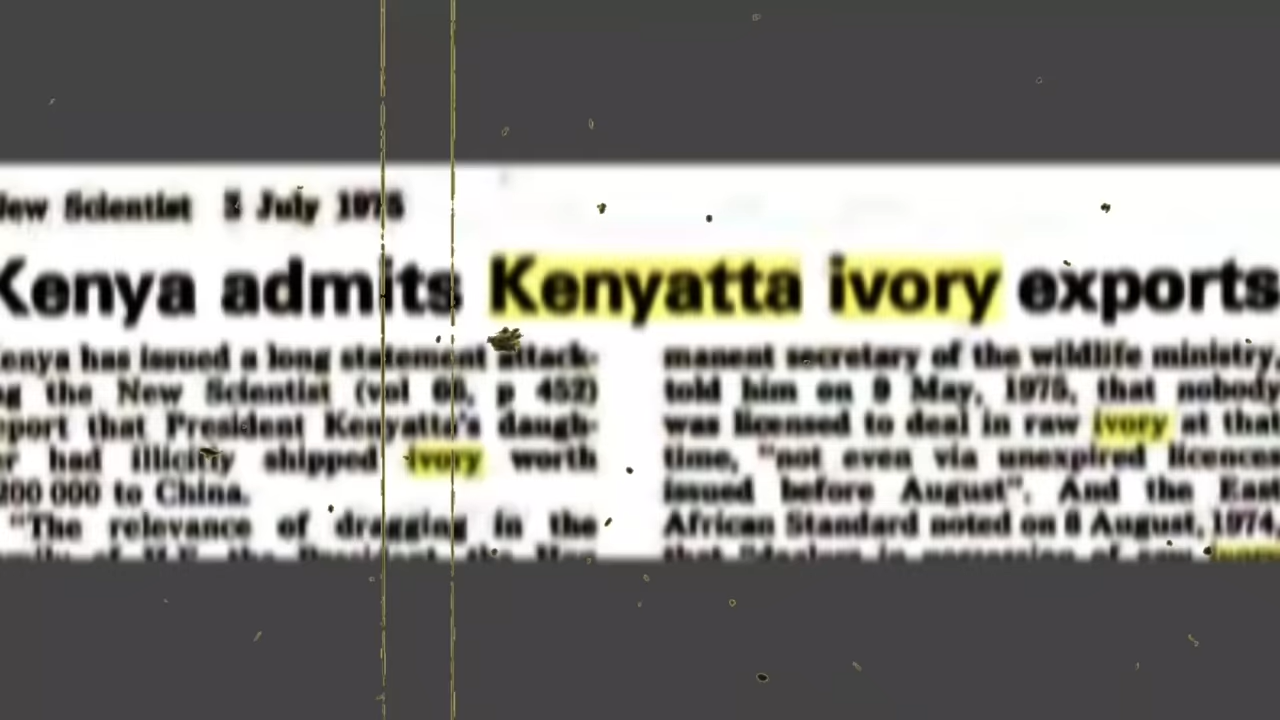 New Scientist 3 July 1975
Kenya admits Kenyatta ivory exports
enya has issued a long statement attack-
ng the New Scientist (vol 66, p 452)
eport that President Kenyatta's daugh-
er had illicitly shipped ivory worth
200 000 to China.
"The relevance of dragging in the
manent secretary of the wildlife ministry,
told him on 9 May, 1975, that nobody
was licensed to deal in raw ivory at that
time, "not even via unexpired licences
issued before August". And the East
African Standard noted on 8 August, 1974,